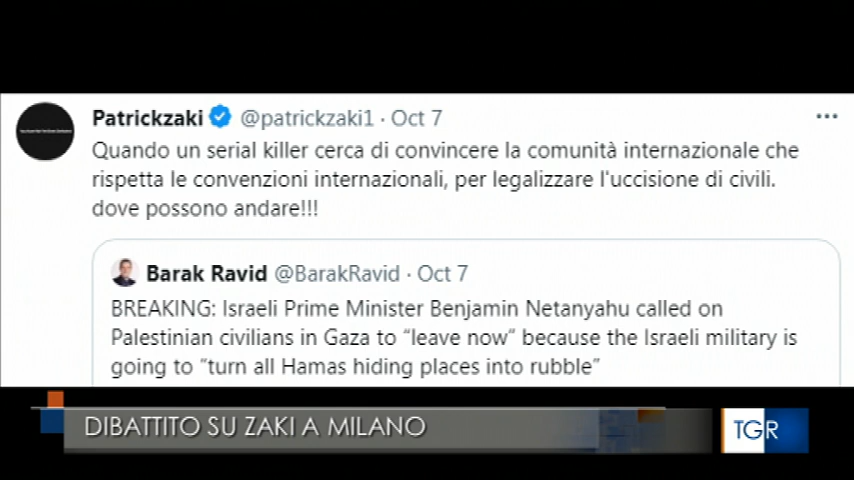 Patrickzaki @patrickzaki1 · Oct 7
Quando un serial killer cerca di convincere la comunità internazionale che
rispetta le convenzioni internazionali, per legalizzare l'uccisione di civili.
dove possono andare!!!
Barak Ravid @BarakRavid · Oct 7
BREAKING: Israeli Prime Minister Benjamin Netanyahu called on
Palestinian civilians in Gaza to “leave now” because the Israeli military is
going to “turn all Hamas hiding places into rubble”
DIBATTITO SU ZAKI A MILANO
TGR